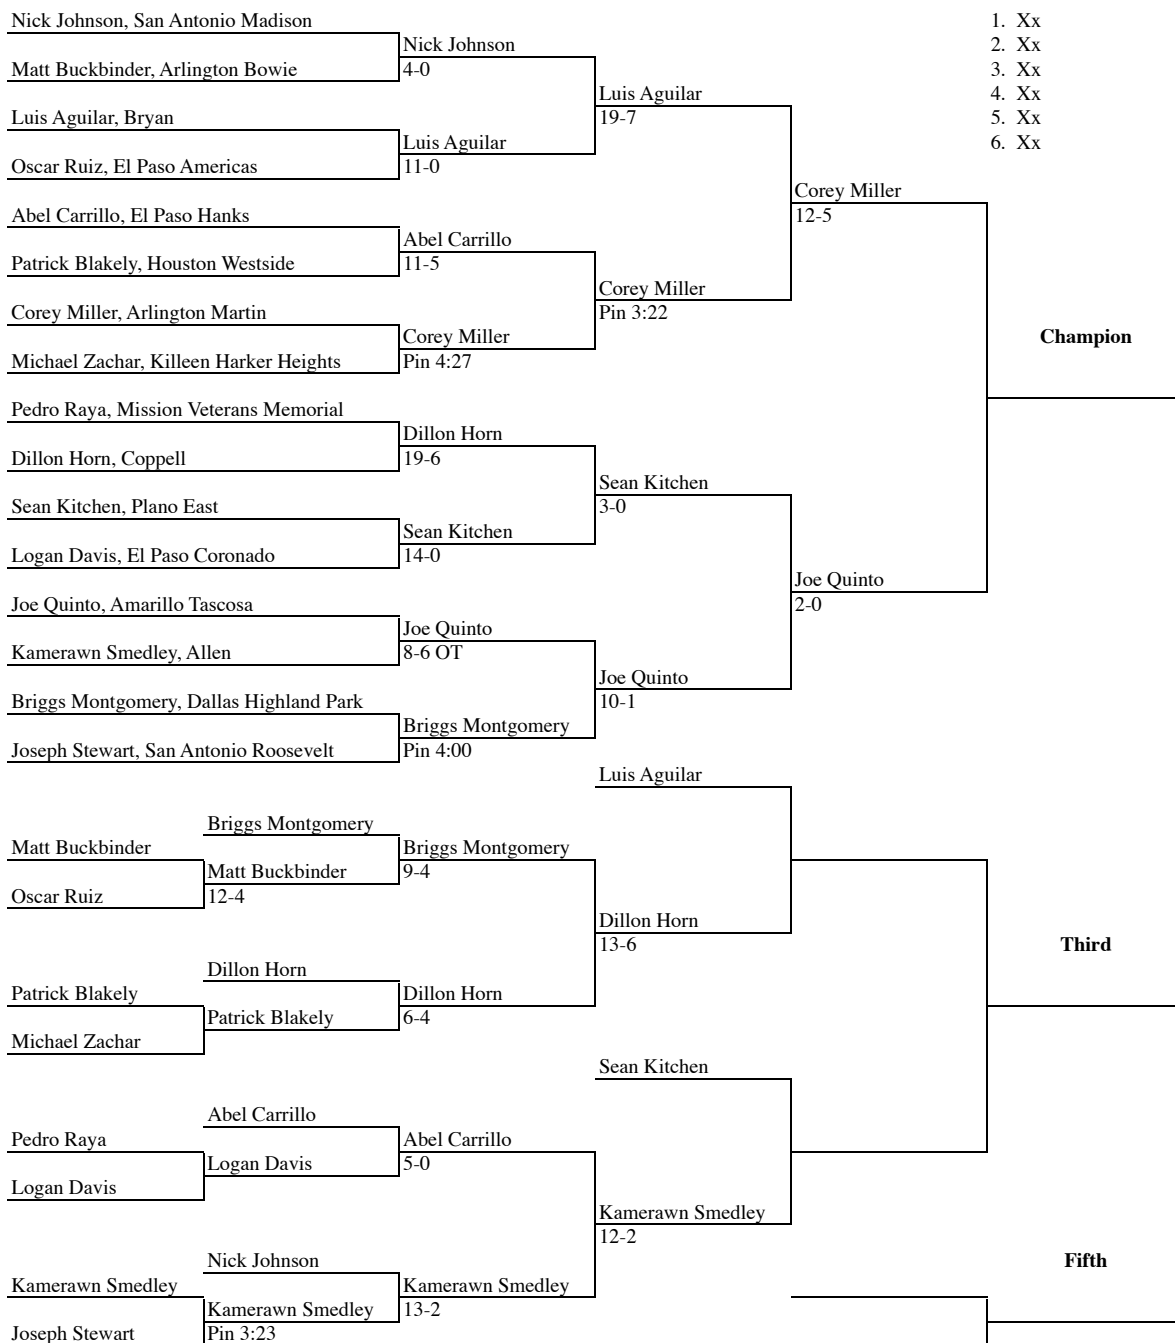 Nick Johnson, San Antonio Madison
1. Xx
Nick Johnson
2. Xx
Matt Buckbinder, Arlington Bowie
4-0
3. Xx
Luis Aguilar
4. Xx
Luis Aguilar, Bryan
19-7
5. Xx
Luis Aguilar
6. Xx
Oscar Ruiz, El Paso Americas
11-0
Corey Miller
Abel Carrillo, El Paso Hanks
12-5
Abel Carrillo
Patrick Blakely, Houston Westside
11-5
Corey Miller
Corey Miller, Arlington Martin
Pin 3:22
Corey Miller
Champion
Michael Zachar, Killeen Harker Heights
Pin 4:27
Pedro Raya, Mission Veterans Memorial
Dillon Horn
Dillon Horn, Coppell
19-6
Sean Kitchen
Sean Kitchen, Plano East
3-0
Sean Kitchen
Logan Davis, El Paso Coronado
14-0
Joe Quinto
Joe Quinto, Amarillo Tascosa
2-0
Joe Quinto
Kamerawn Smedley, Allen
8-6 OT
Joe Quinto
Briggs Montgomery, Dallas Highland Park
10-1
Briggs Montgomery
Joseph Stewart, San Antonio Roosevelt
Pin 4:00
Luis Aguilar
Briggs Montgomery
Matt Buckbinder
Briggs Montgomery
Matt Buckbinder
9-4
Oscar Ruiz
12-4
Dillon Horn
13-6
Third
Dillon Horn
Patrick Blakely
Dillon Horn
Patrick Blakely
6-4
Michael Zachar
Sean Kitchen
Abel Carrillo
Pedro Raya
Abel Carrillo
Logan Davis
5-0
Logan Davis
Kamerawn Smedley
12-2
Nick Johnson
Fifth
Kamerawn Smedley
Kamerawn Smedley
Kamerawn Smedley
13-2
Joseph Stewart
Pin 3:23